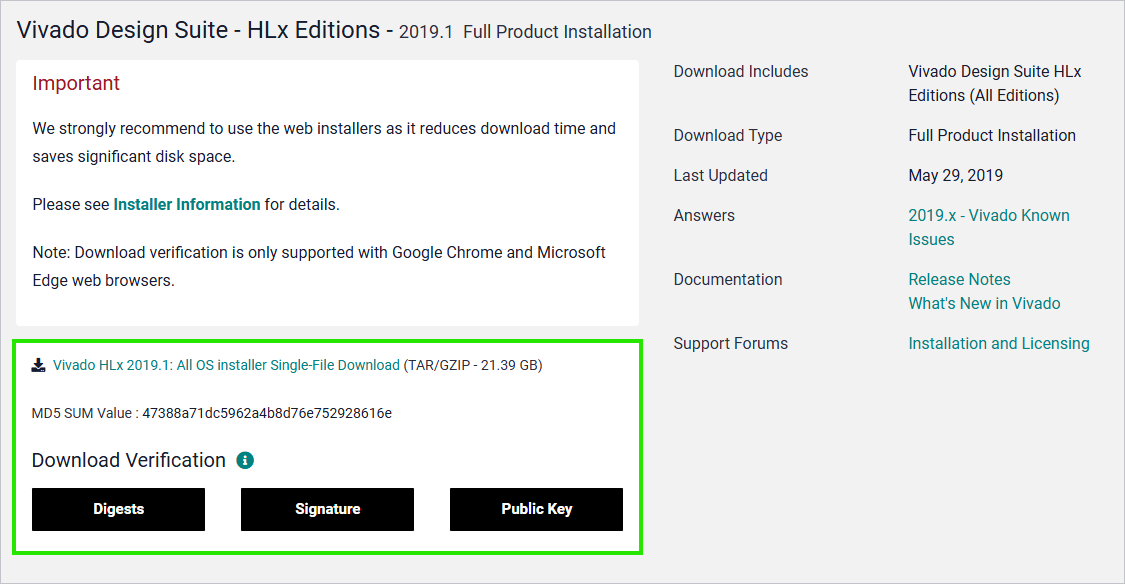 Vivado Design Suite - HLx Editions - 2019.1 Full Product Installation
Important
We strongly recommend to use the web installers as it reduces download time and
saves significant disk space.
Please see Installer Information for details.
Note: Download verification is only supported with Google Chrome and Microsoft
Edge web browsers.
Vivado HLx 2019.1: All OS installer Single-File Download (TAR/GZIP - 21.39 GB)
MD5 SUM Value : 47388a71dc5962a4b8d76e752928616e
Download Verification
Digests
Signature
Public Key
Download Includes
Vivado Design Suite HLx
Editions (All Editions)
Download Type
Full Product Installation
Last Updated
May 29, 2019
Answers
2019.x - Vivado Known
Issues
Documentation
Release Notes
What's New in Vivado
Support Forums
Installation and Licensing